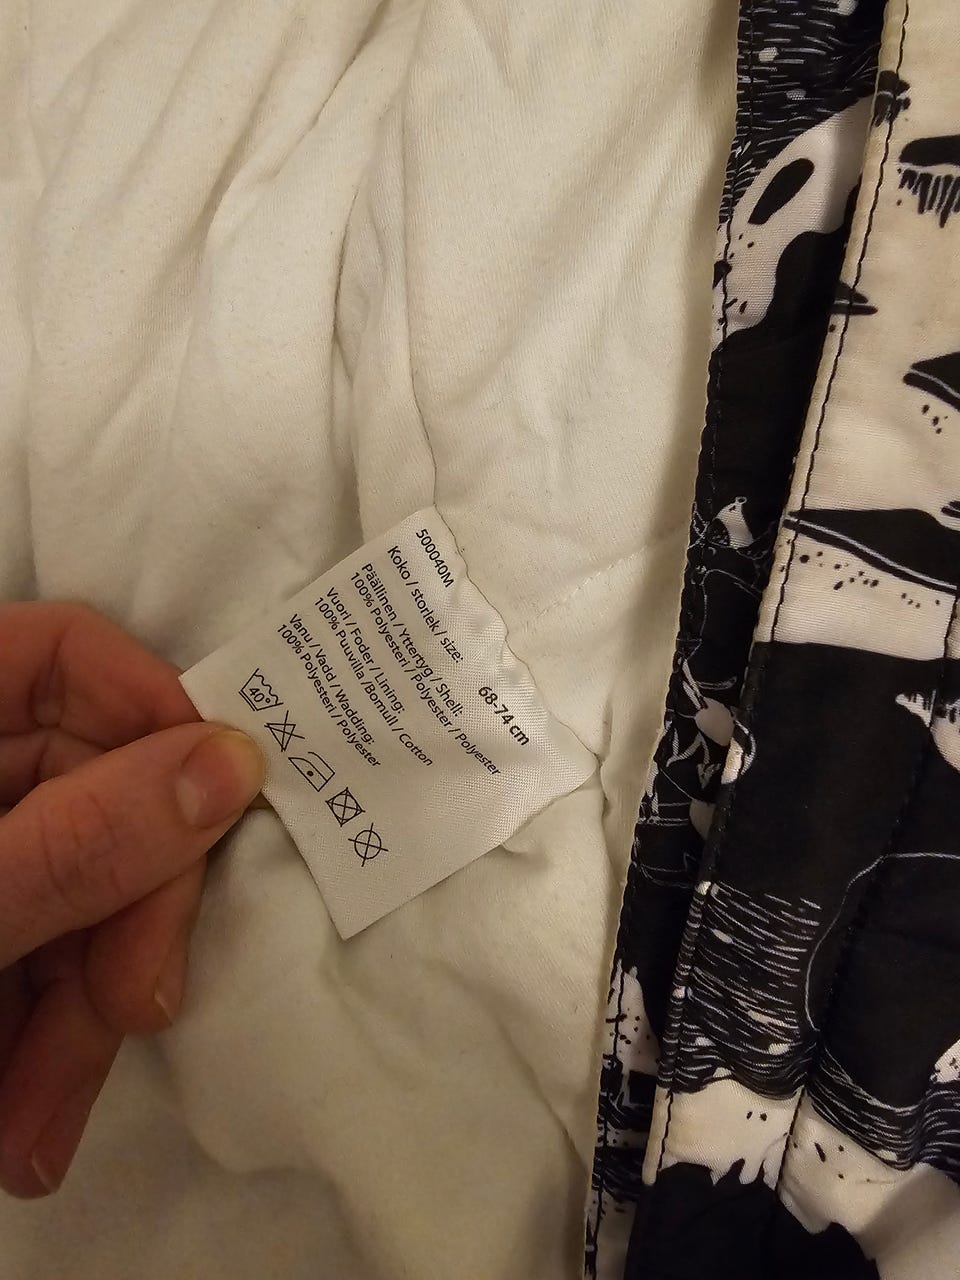 500040M
Koko / storlek / size: 68-74 cm
Päällinen / Yttertyg / Shell:
100% Polyesteri / Polyester / Polyester
Vuori / Foder / Lining:
100% Puuvilla /Bomull / Cotton
Vanu / Vadd / Wadding:
100% Polyesteri / Polyester
40°